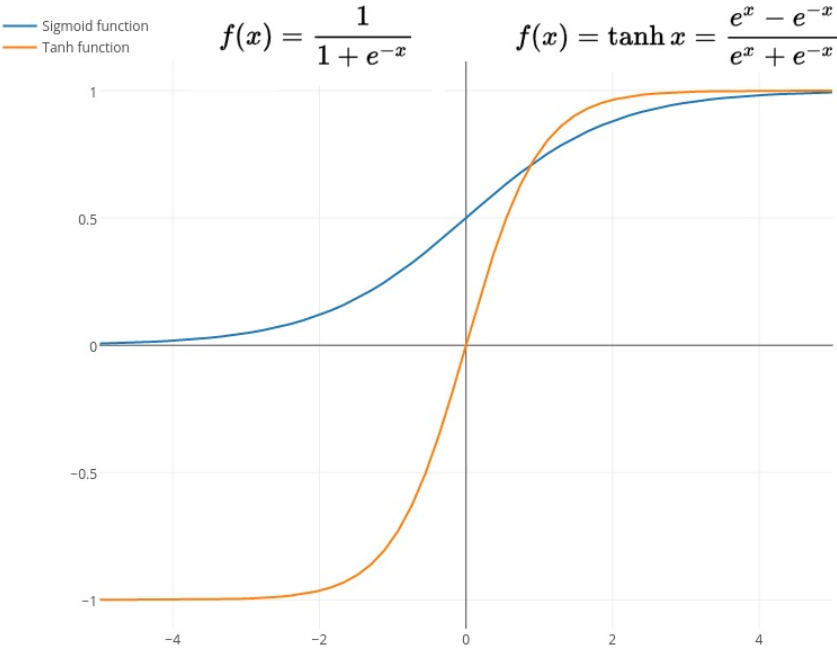 Sigmoid function
Tanh function
f(x) = 1 / (1 + e^{-x})
f(x) = tanh x = (e^x − e^{-x}) / (e^x + e^{-x})
1
0.5
0
−0.5
−1
−4 −2 0 2 4